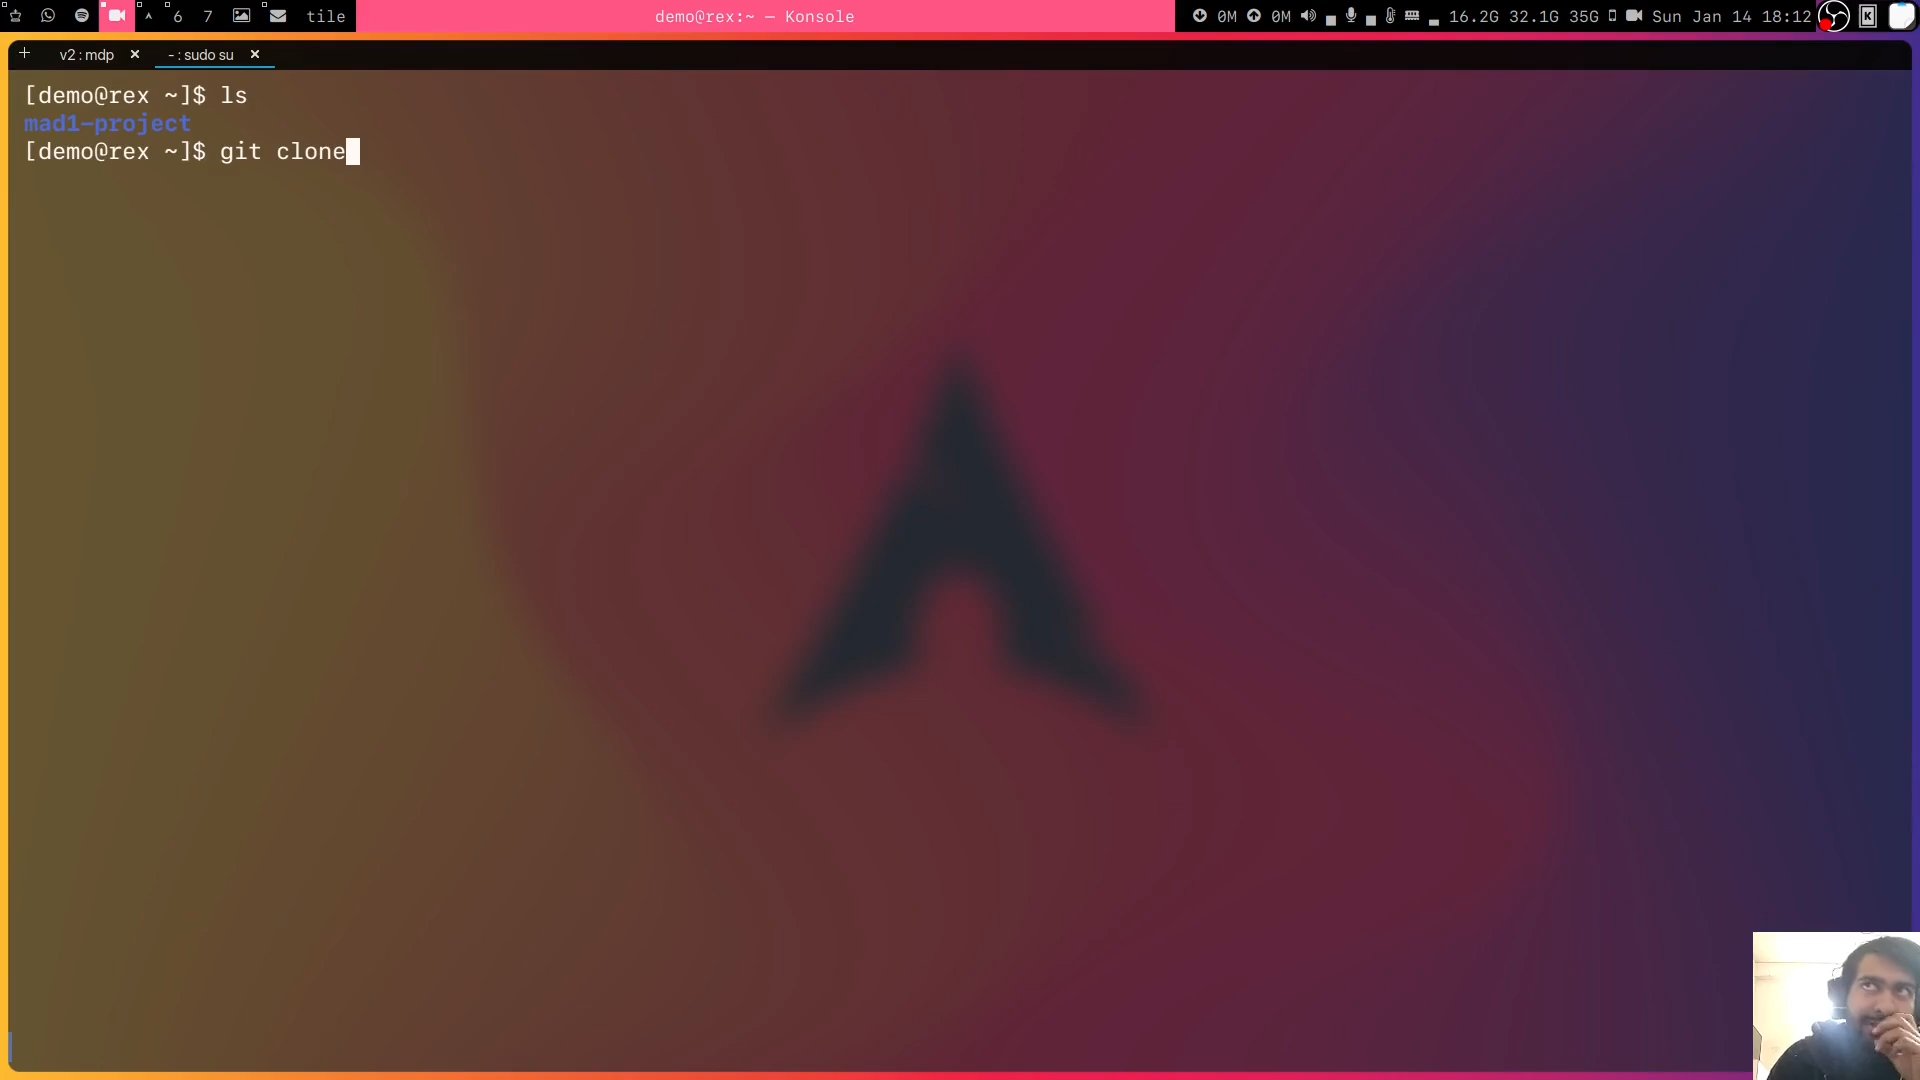 6 7 tile demo@rex:~ — Konsole 0M 0M 16.2G 32.1G 35G Sun Jan 14 18:12 K
+ v2 : mdp × - : sudo su ×
[demo@rex ~]$ ls
mad1-project
[demo@rex ~]$ git clone